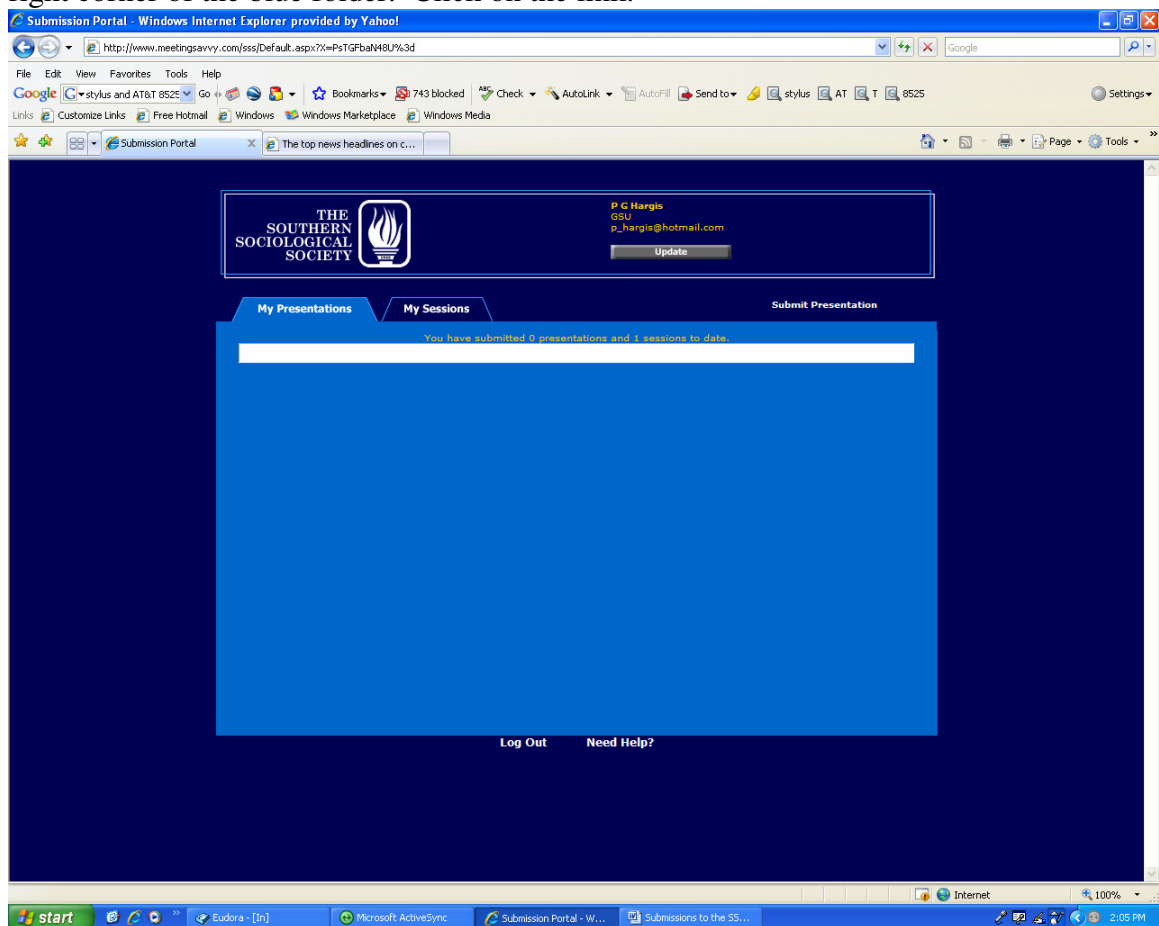 right corner of the blue folder. Click on the link.
Submission Portal - Windows Internet Explorer provided by Yahoo!
http://www.meetingsavvy.com/sss/Default.aspx?X=PsTGFbaN48U%3d
Google
File Edit View Favorites Tools Help
Google G stylus and AT&T 8525 Go Bookmarks 743 blocked ABC Check AutoLink AutoFill Send to stylus AT T 8525 Settings
Links Customize Links Free Hotmail Windows Windows Marketplace Windows Media
Submission Portal X The top news headlines on c... Page Tools »
THE
SOUTHERN
SOCIOLOGICAL
SOCIETY
P G Hargis
GSU
p_hargis@hotmail.com
Update
My Presentations My Sessions Submit Presentation
You have submitted 0 presentations and 1 sessions to date.
Log Out Need Help?
Internet 100%
start » Eudora - [In] Microsoft ActiveSync Submission Portal - W... Submissions to the SS... 2:05 PM